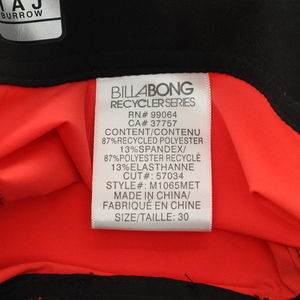 TAJ
BURROW
BILLABONG
RECYCLER SERIES
RN# 99064
CA# 37757
CONTENT/CONTENU
87% RECYCLED POLYESTER
13% SPANDEX/
87% POLYESTER RECYCLÉ
13% ELASTHANNE
CUT#: 57034
STYLE#: M1065MET
MADE IN CHINA/
FABRIQUÉ EN CHINE
SIZE/TAILLE: 30